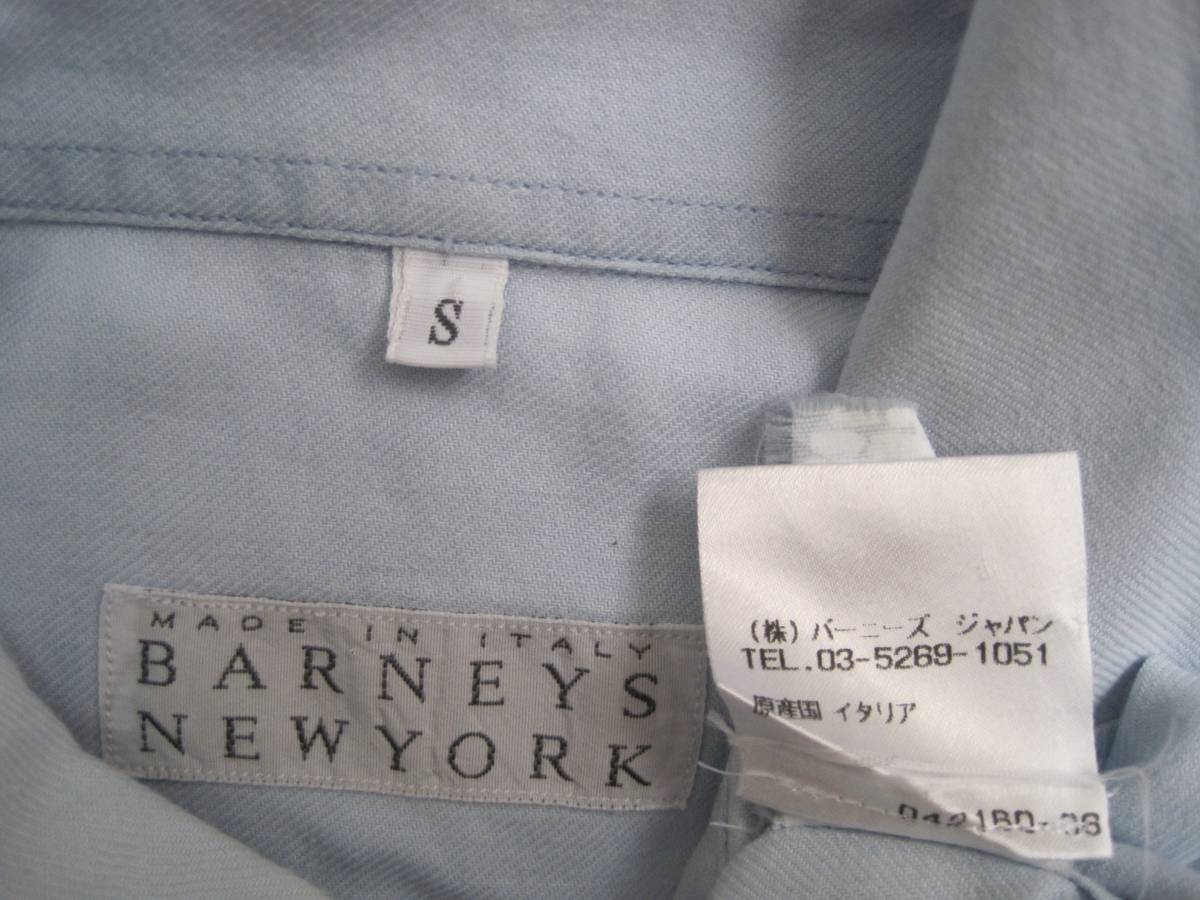 S
MADE IN ITALY
BARNEYS
NEWYORK
(株) バーニーズ ジャパン
TEL.03-5269-1051
原産国 イタリア